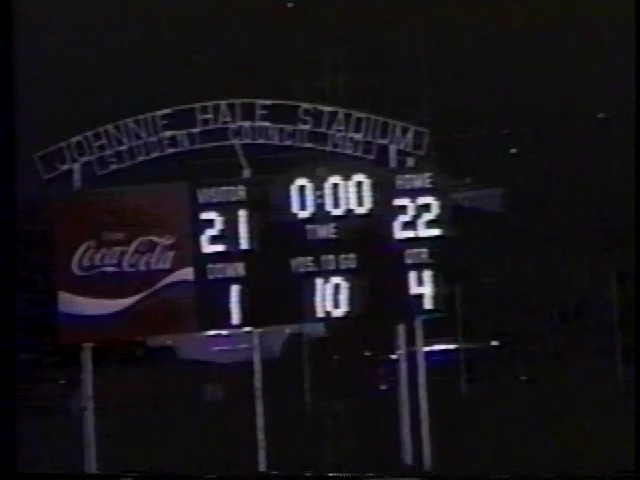 JOHNNIE HALE STADIUM
STUDENT COUNCIL 1961
VISITOR 0:00 HOME
21 TIME 22
DOWN YDS. TO GO QTR.
1 10 4
Coca-Cola